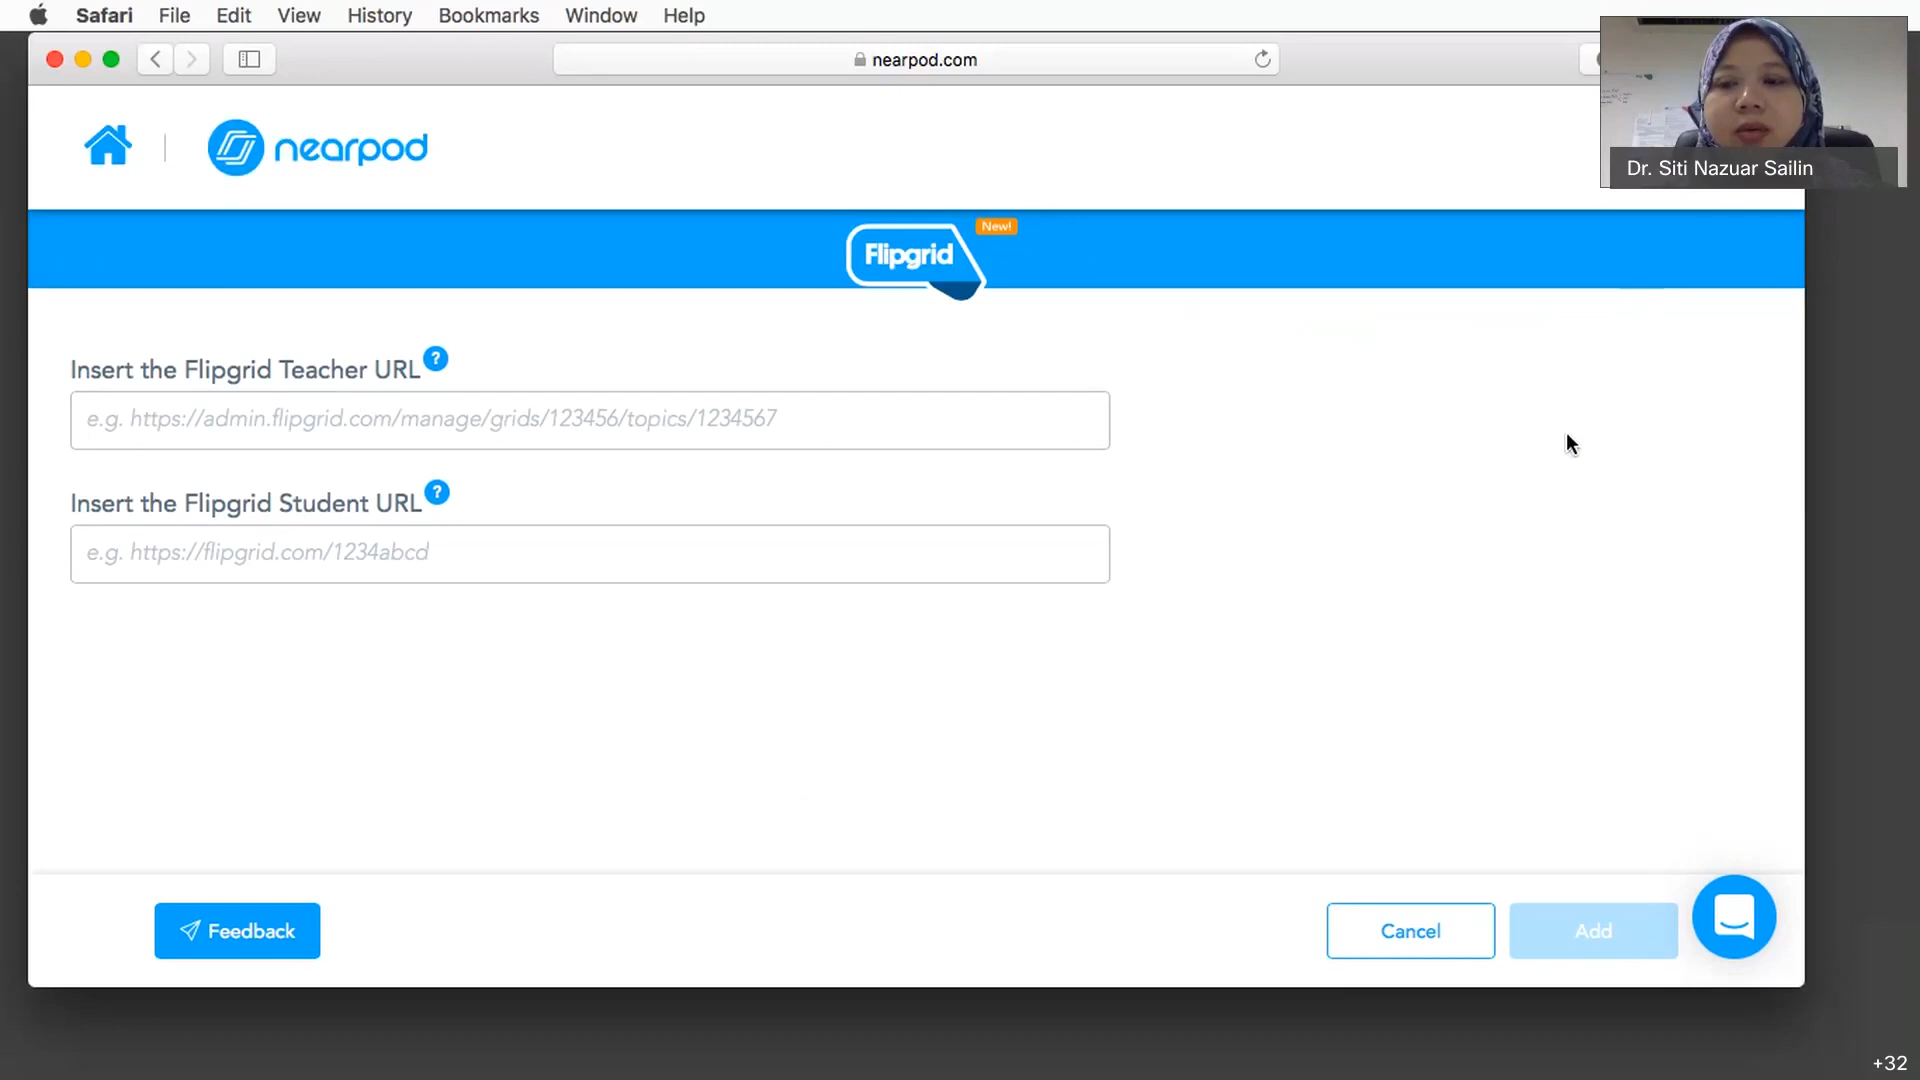 Safari File Edit View History Bookmarks Window Help
nearpod.com
Dr. Siti Nazuar Sailin
nearpod
Flipgrid
New!
Insert the Flipgrid Teacher URL ?
e.g. https://admin.flipgrid.com/manage/grids/123456/topics/1234567
Insert the Flipgrid Student URL ?
e.g. https://flipgrid.com/1234abcd
Feedback
Cancel
Add
+32